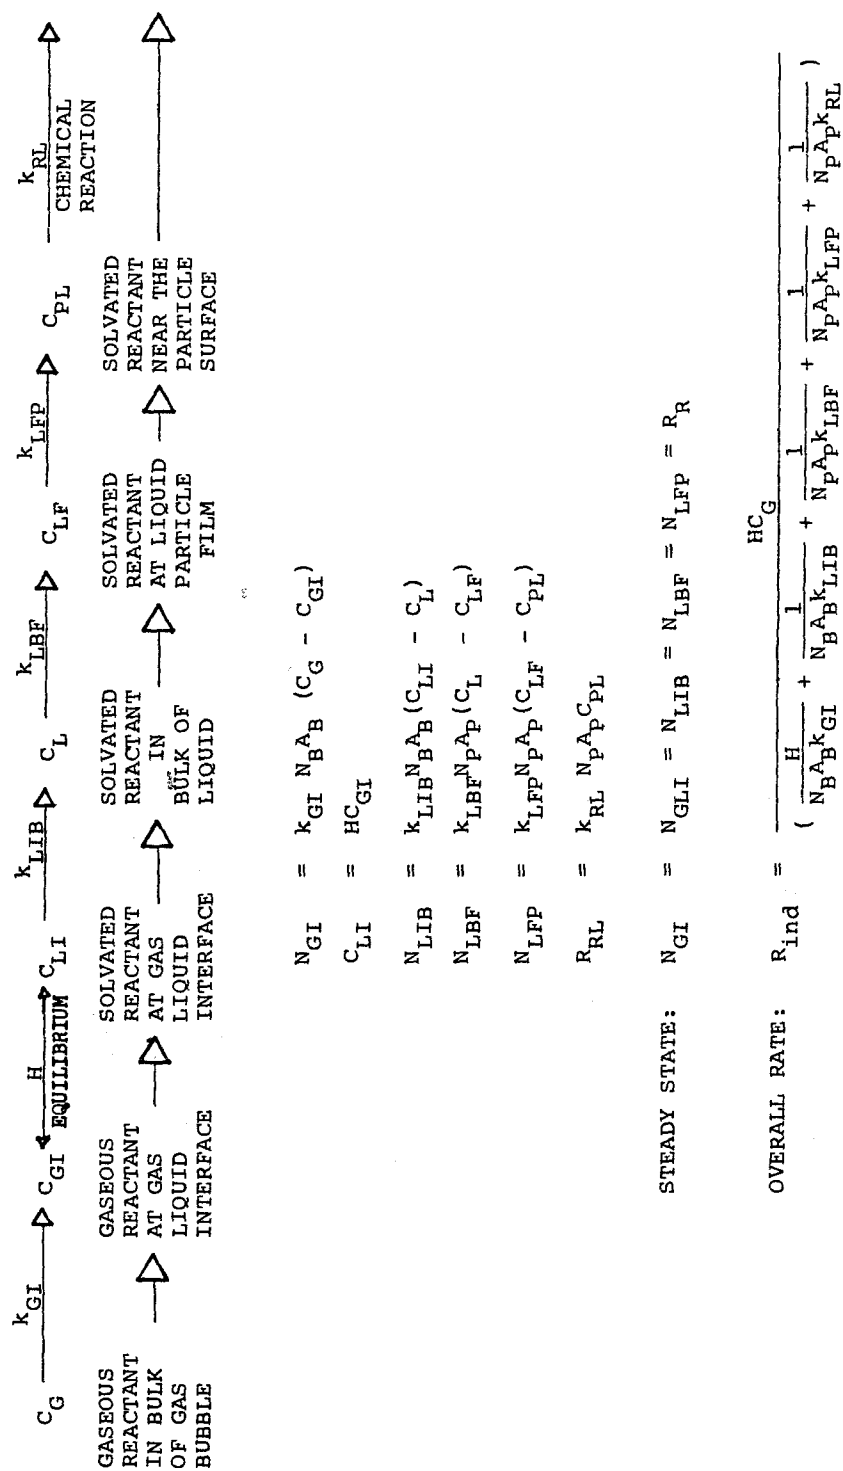 C_G k_GI C_GI H C_LI k_LIB C_L k_LBF C_LF k_LFP C_PL k_RL
EQUILIBRIUM
CHEMICAL
REACTION
GASEOUS
REACTANT
IN BULK
OF GAS
BUBBLE
GASEOUS
REACTANT
AT GAS
LIQUID
INTERFACE
SOLVATED
REACTANT
AT GAS
LIQUID
INTERFACE
SOLVATED
REACTANT
IN
BULK OF
LIQUID
SOLVATED
REACTANT
AT LIQUID
PARTICLE
FILM
SOLVATED
REACTANT
NEAR THE
PARTICLE
SURFACE
N_GI = k_GI N_B A_B (C_G - C_GI)
C_LI = HC_GI
N_LIB = k_LIB N_B A_B (C_LI - C_L)
N_LBF = k_LBF N_P A_P (C_L - C_LF)
N_LFP = k_LFP N_P A_P (C_LF - C_PL)
R_RL = k_RL N_P A_P C_PL
STEADY STATE: N_GI = N_GLI = N_LIB = N_LBF = N_LFP = R_R
HC_G
OVERALL RATE: R_ind =
( H + 1 + 1 + 1 + 1 )
N_B A_B k_GI N_B A_B k_LIB N_P A_P k_LBF N_P A_P k_LFP N_P A_P k_RL